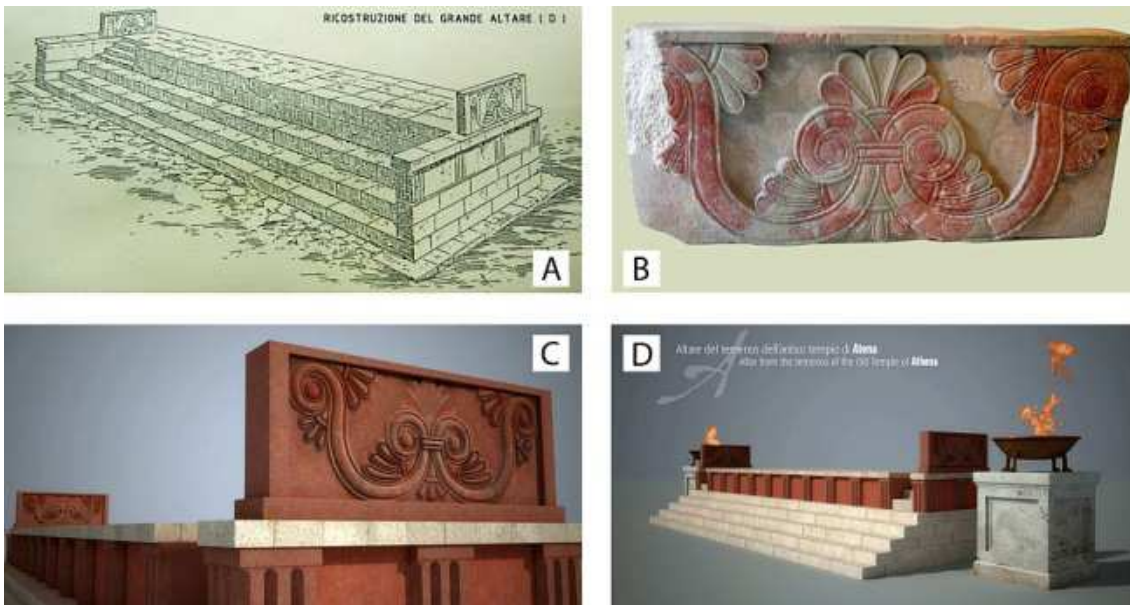 RICOSTRUZIONE DEL GRANDE ALTARE ( D )
A
B
C
D
Altare del temenos dell'antico tempio di Atena
Altar from the temenos of the Old Temple of Athena
A